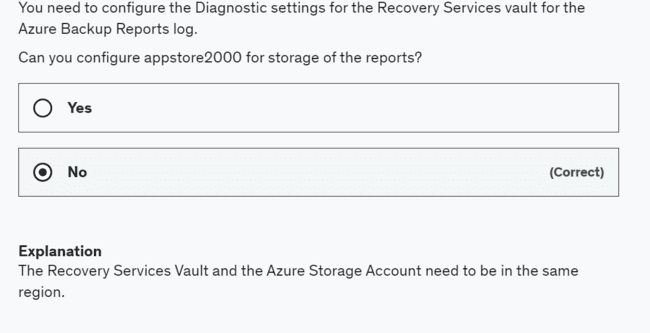 You need to configure the Diagnostic settings for the Recovery Services vault for the
Azure Backup Reports log.
Can you configure appstore2000 for storage of the reports?
Yes
No (Correct)
Explanation
The Recovery Services Vault and the Azure Storage Account need to be in the same
region.